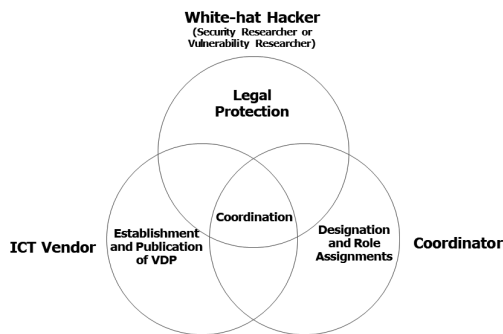 White-hat Hacker
(Security Researcher or
Vulnerability Researcher)
Legal
Protection
Coordination
Establishment
and Publication
of VDP
Designation
and Role
Assignments
ICT Vendor
Coordinator